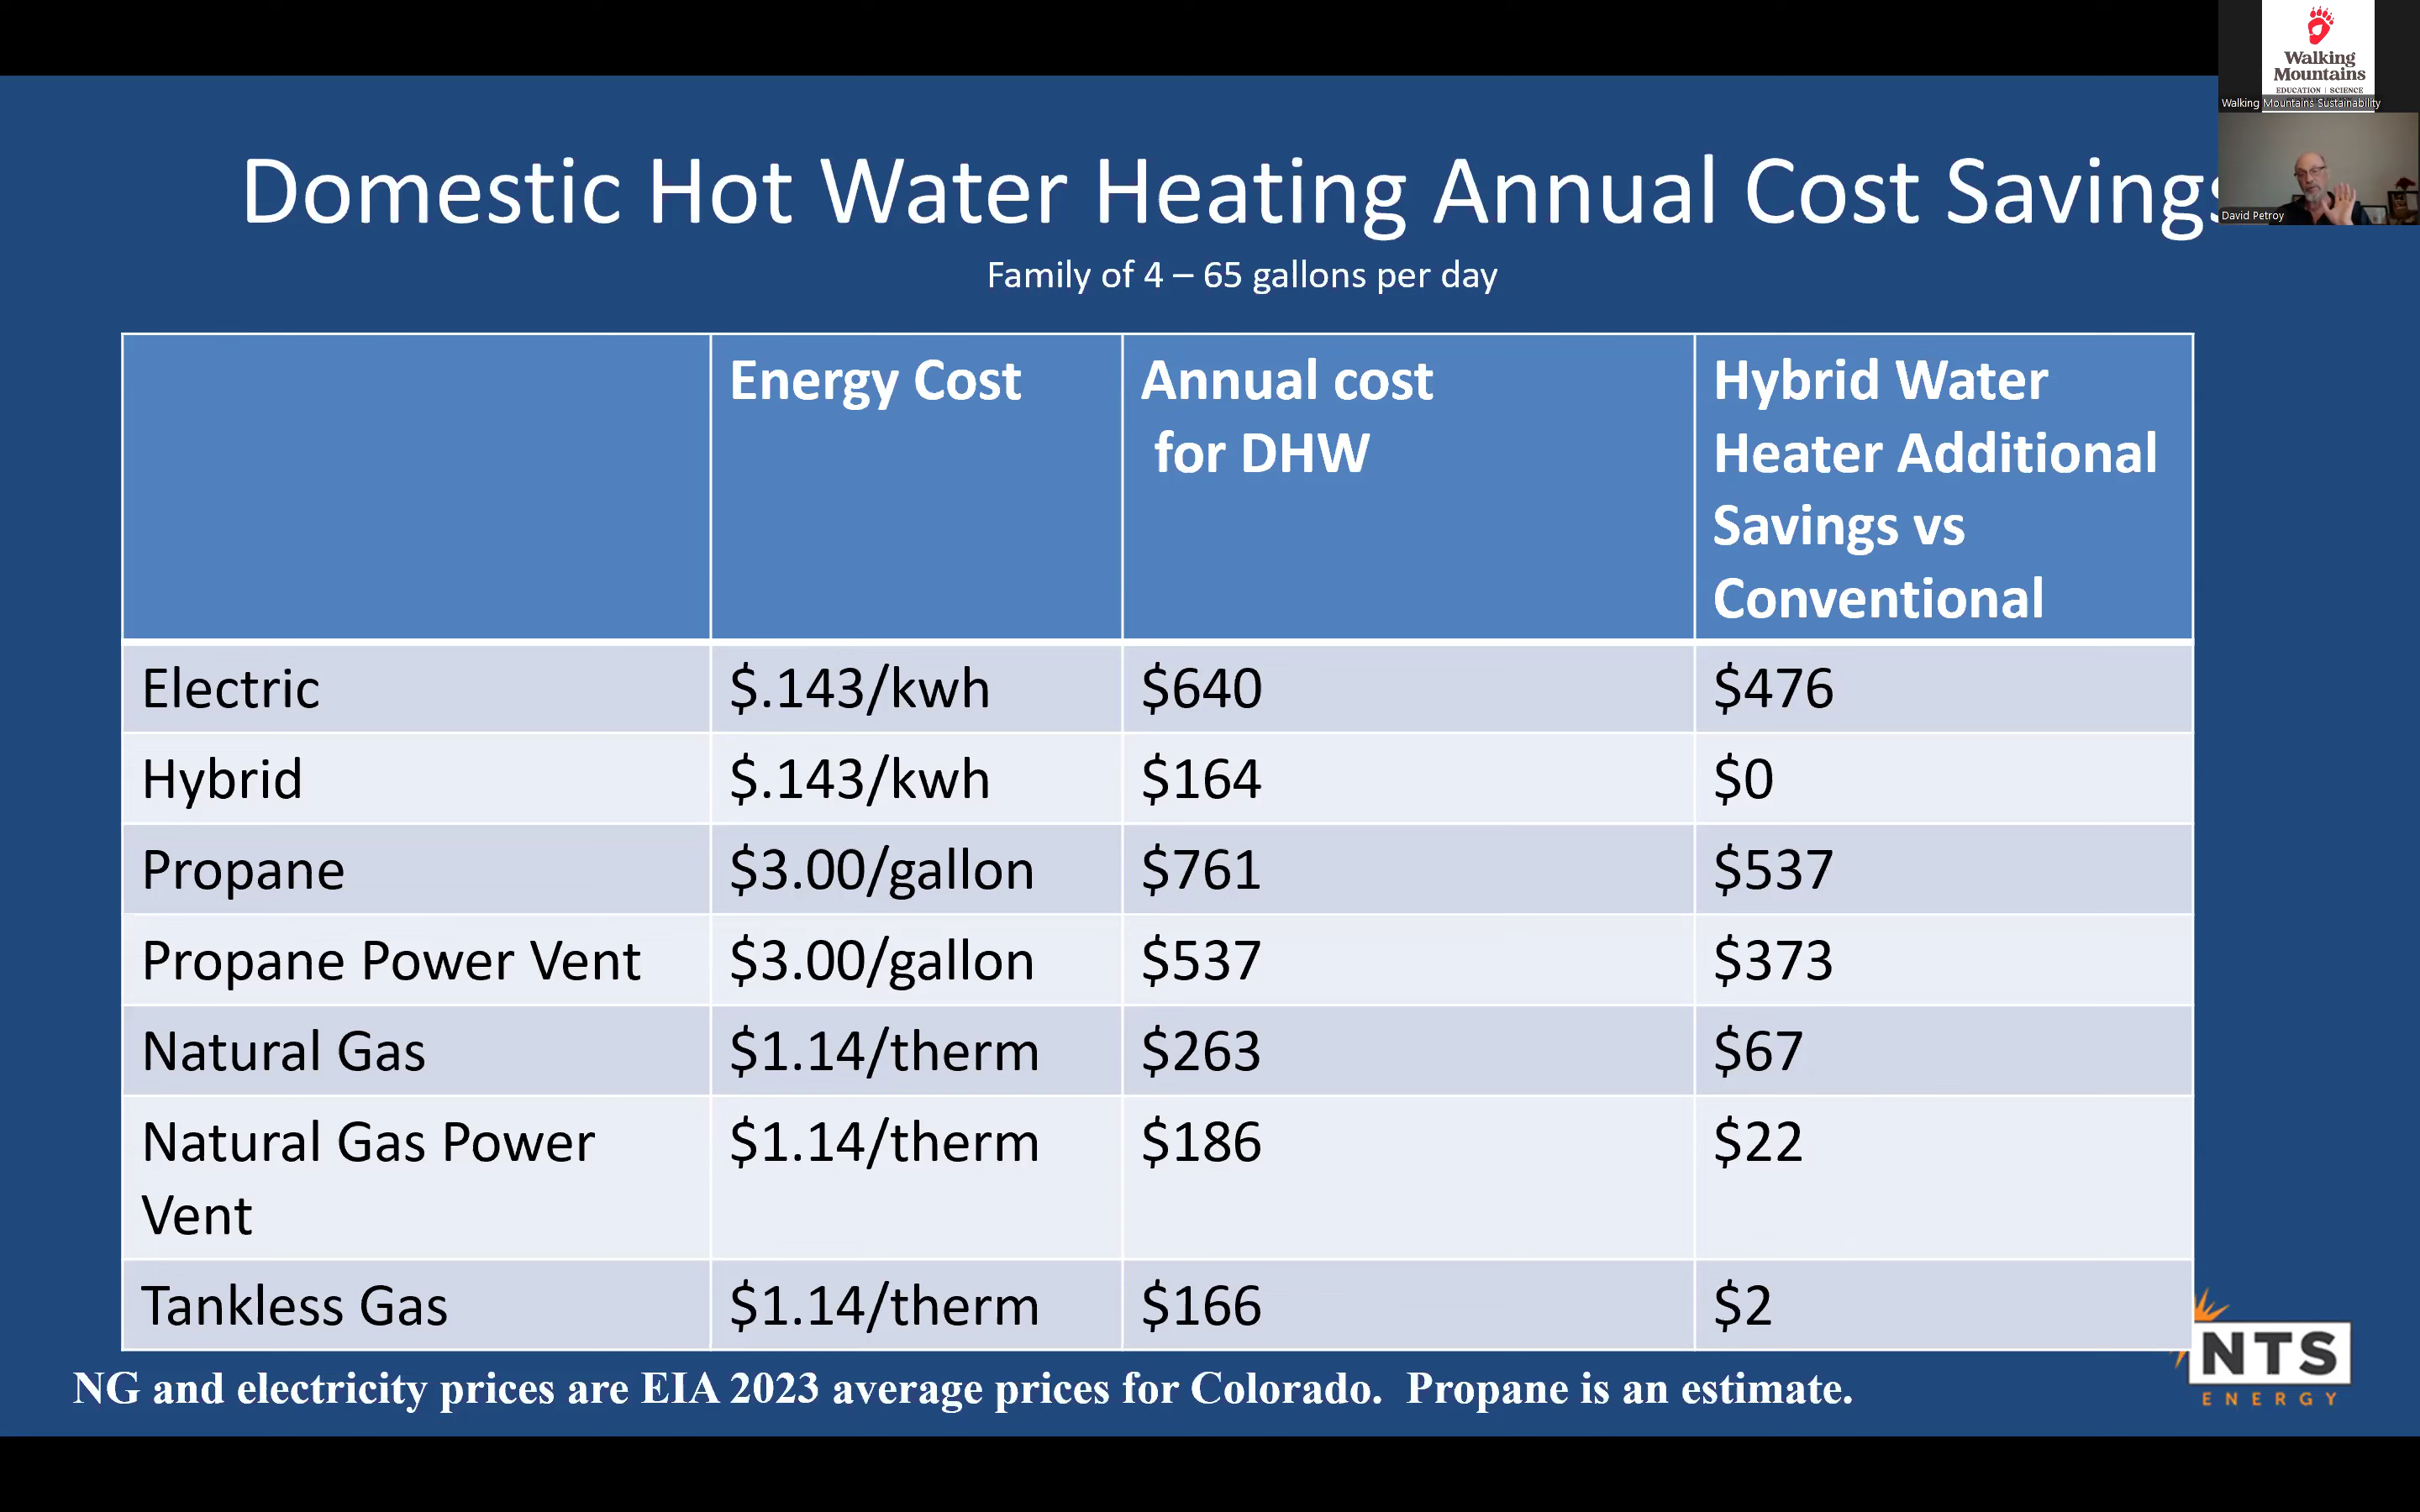 Walking
Mountains
EDUCATION | SCIENCE
Walking Mountains Sustainability
David Petroy
Domestic Hot Water Heating Annual Cost Savings
Family of 4 – 65 gallons per day
Energy Cost
Annual cost
for DHW
Hybrid Water
Heater Additional
Savings vs
Conventional
Electric $.143/kwh $640 $476
Hybrid $.143/kwh $164 $0
Propane $3.00/gallon $761 $537
Propane Power Vent $3.00/gallon $537 $373
Natural Gas $1.14/therm $263 $67
Natural Gas Power $1.14/therm $186 $22
Vent
Tankless Gas $1.14/therm $166 $2
NG and electricity prices are EIA 2023 average prices for Colorado.  Propane is an estimate.
NTS
ENERGY